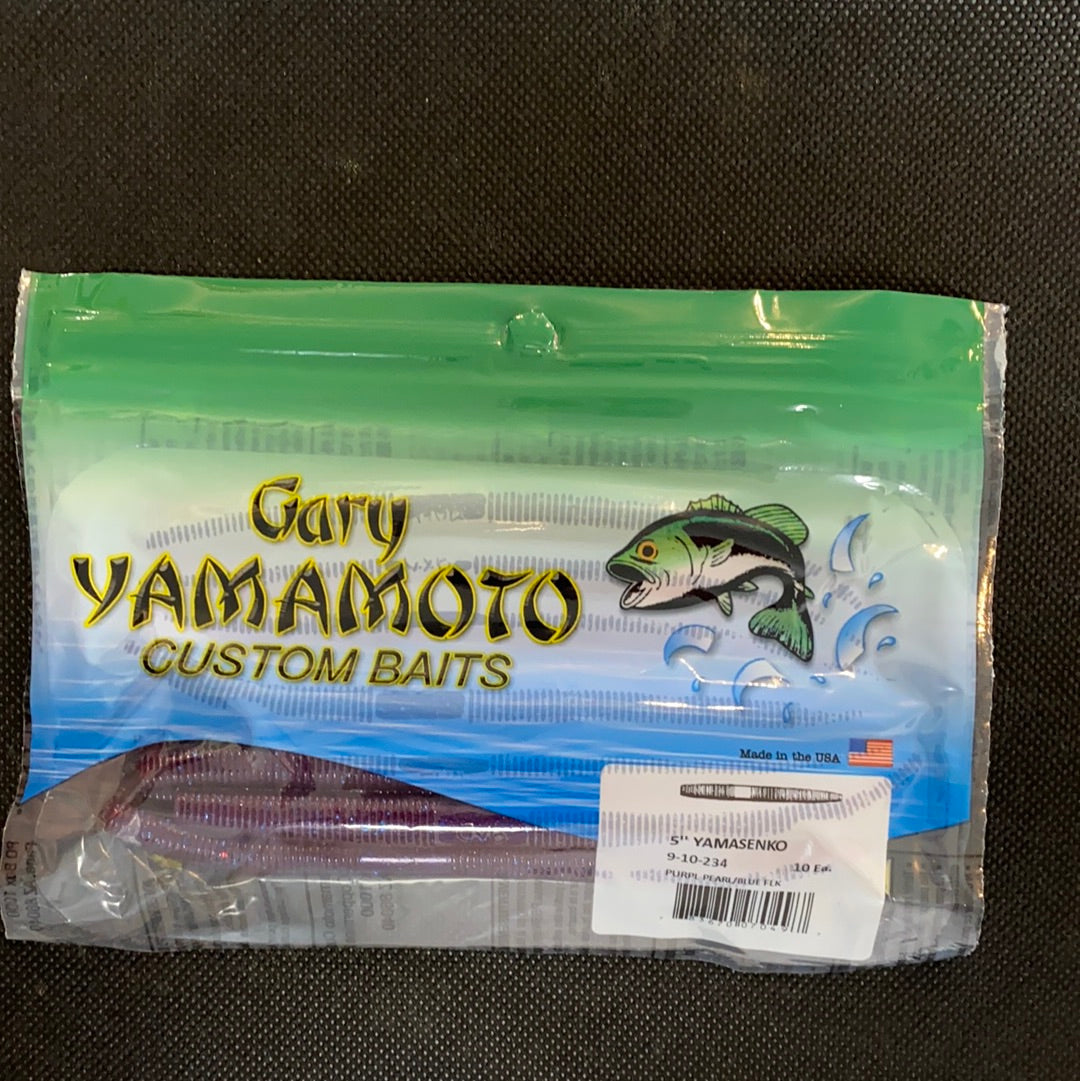 Gary
YAMAMOTO
CUSTOM BAITS
Made in the USA
5" YAMASENKO
9-10-234
10 Ea.
PURPL PEARL/BLUE FLK